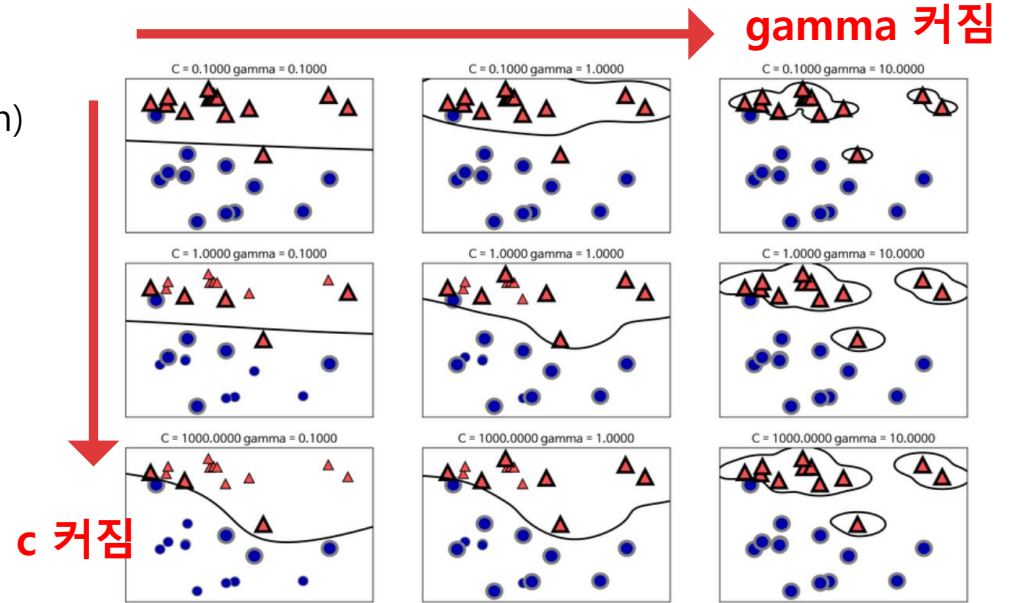 gamma 커짐
C = 0.1000 gamma = 0.1000
C = 0.1000 gamma = 1.0000
C = 0.1000 gamma = 10.0000
n)
C = 1.0000 gamma = 0.1000
C = 1.0000 gamma = 1.0000
C = 1.0000 gamma = 10.0000
C = 1000.0000 gamma = 0.1000
C = 1000.0000 gamma = 1.0000
C = 1000.0000 gamma = 10.0000
c 커짐